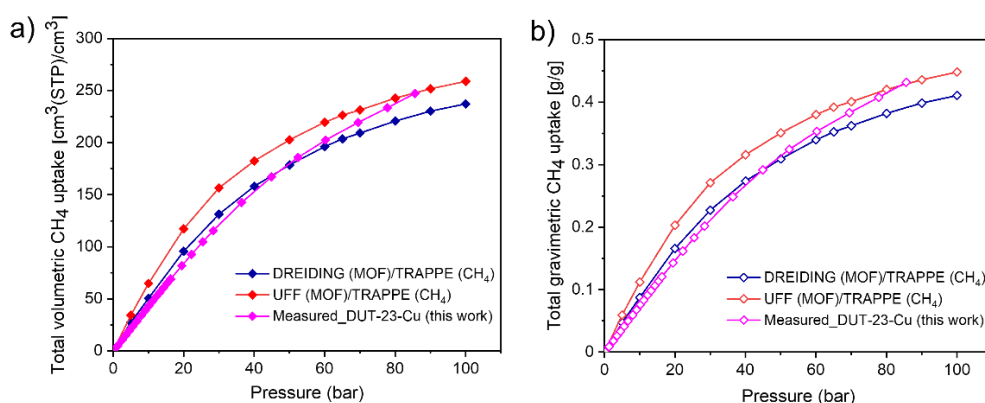 a)
Total volumetric CH₄ uptake [cm³(STP)/cm³]
300
250
200
150
100
50
0
DREIDING (MOF)/TRAPPE (CH₄)
UFF (MOF)/TRAPPE (CH₄)
Measured_DUT-23-Cu (this work)
0 20 40 60 80 100
Pressure (bar)
b)
Total gravimetric CH₄ uptake [g/g]
0.5
0.4
0.3
0.2
0.1
0.0
DREIDING (MOF)/TRAPPE (CH₄)
UFF (MOF)/TRAPPE (CH₄)
Measured_DUT-23-Cu (this work)
0 20 40 60 80 100
Pressure (bar)